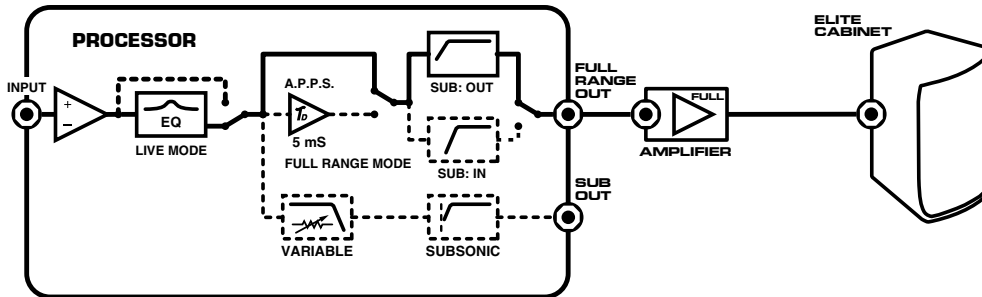 ELITE
CABINET
PROCESSOR
INPUT
+
−
EQ
LIVE MODE
A.P.P.S.
TD
5 mS
FULL RANGE MODE
SUB: OUT
SUB: IN
FULL
RANGE
OUT
FULL
AMPLIFIER
SUB
OUT
VARIABLE
SUBSONIC